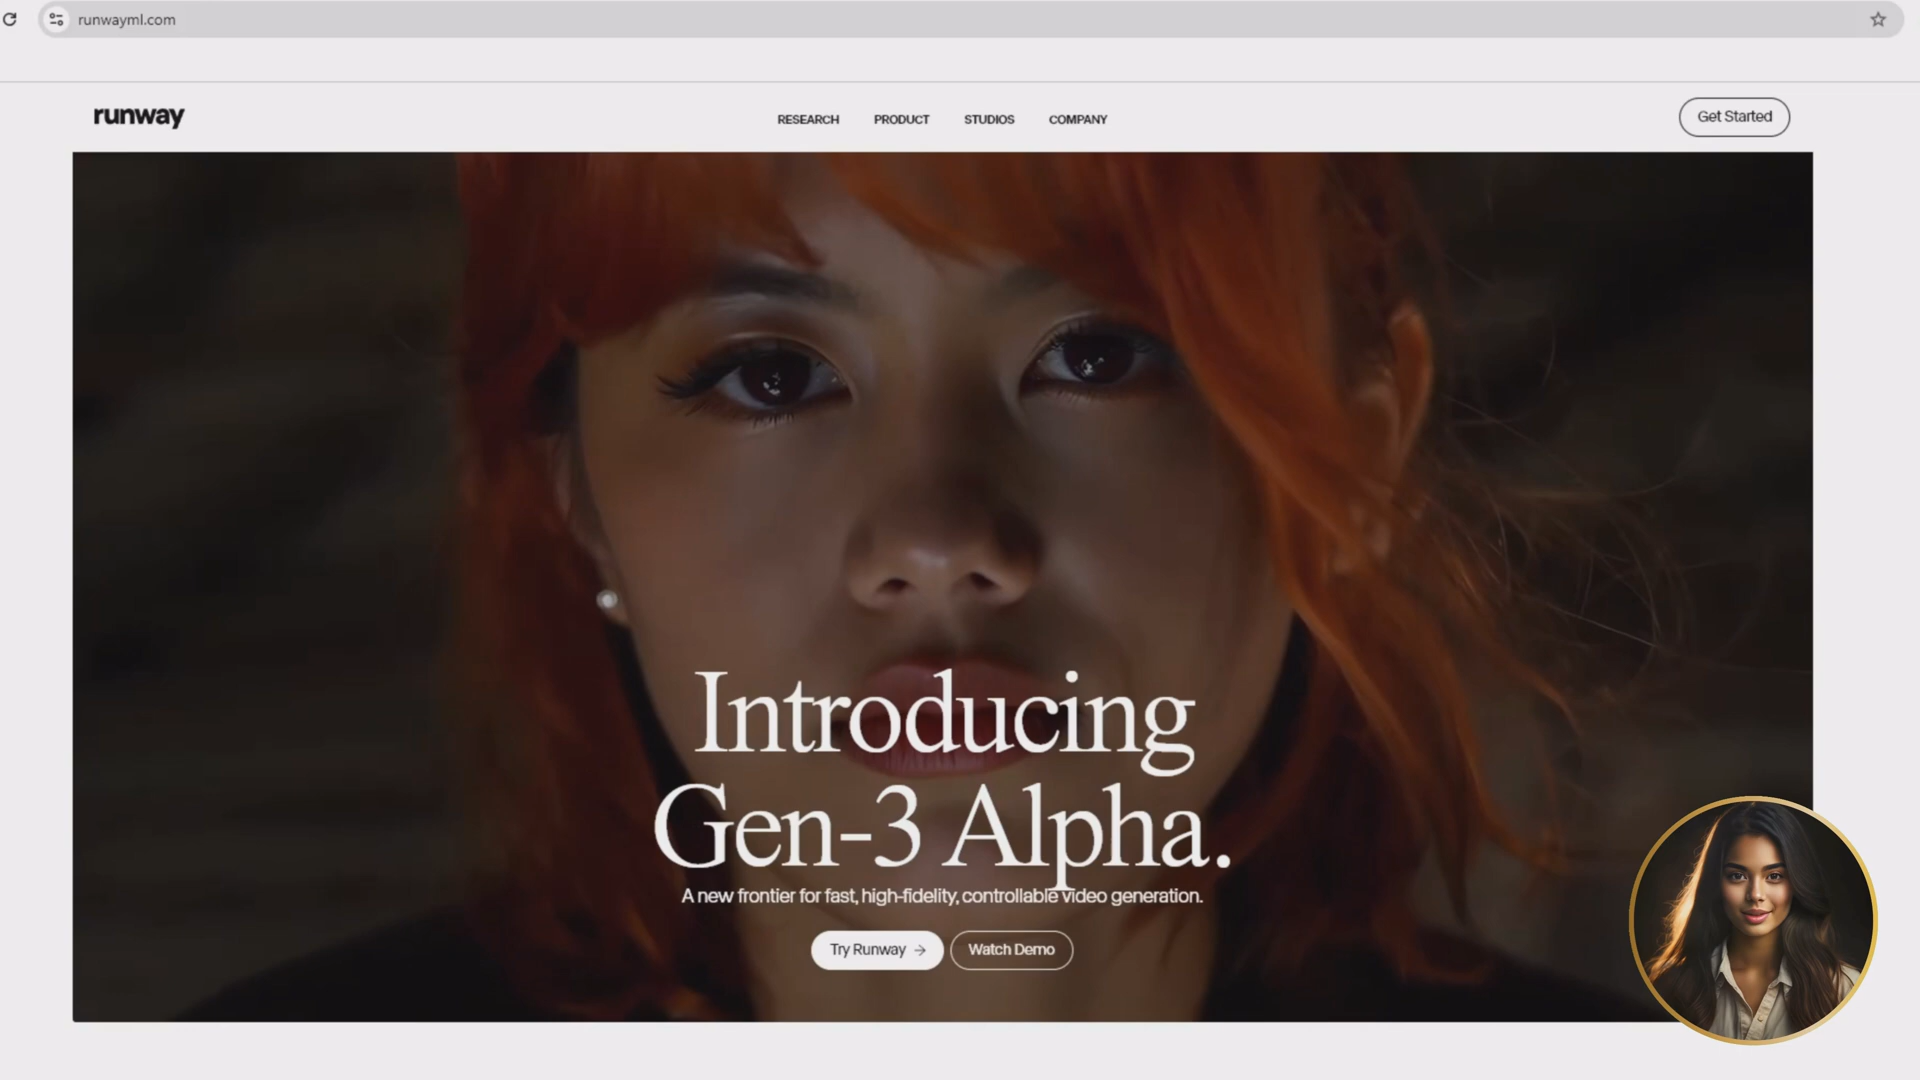 runwayml.com
runway
RESEARCH PRODUCT STUDIOS COMPANY
Get Started
Introducing
Gen-3 Alpha.
A new frontier for fast, high-fidelity, controllable video generation.
Try Runway →
Watch Demo